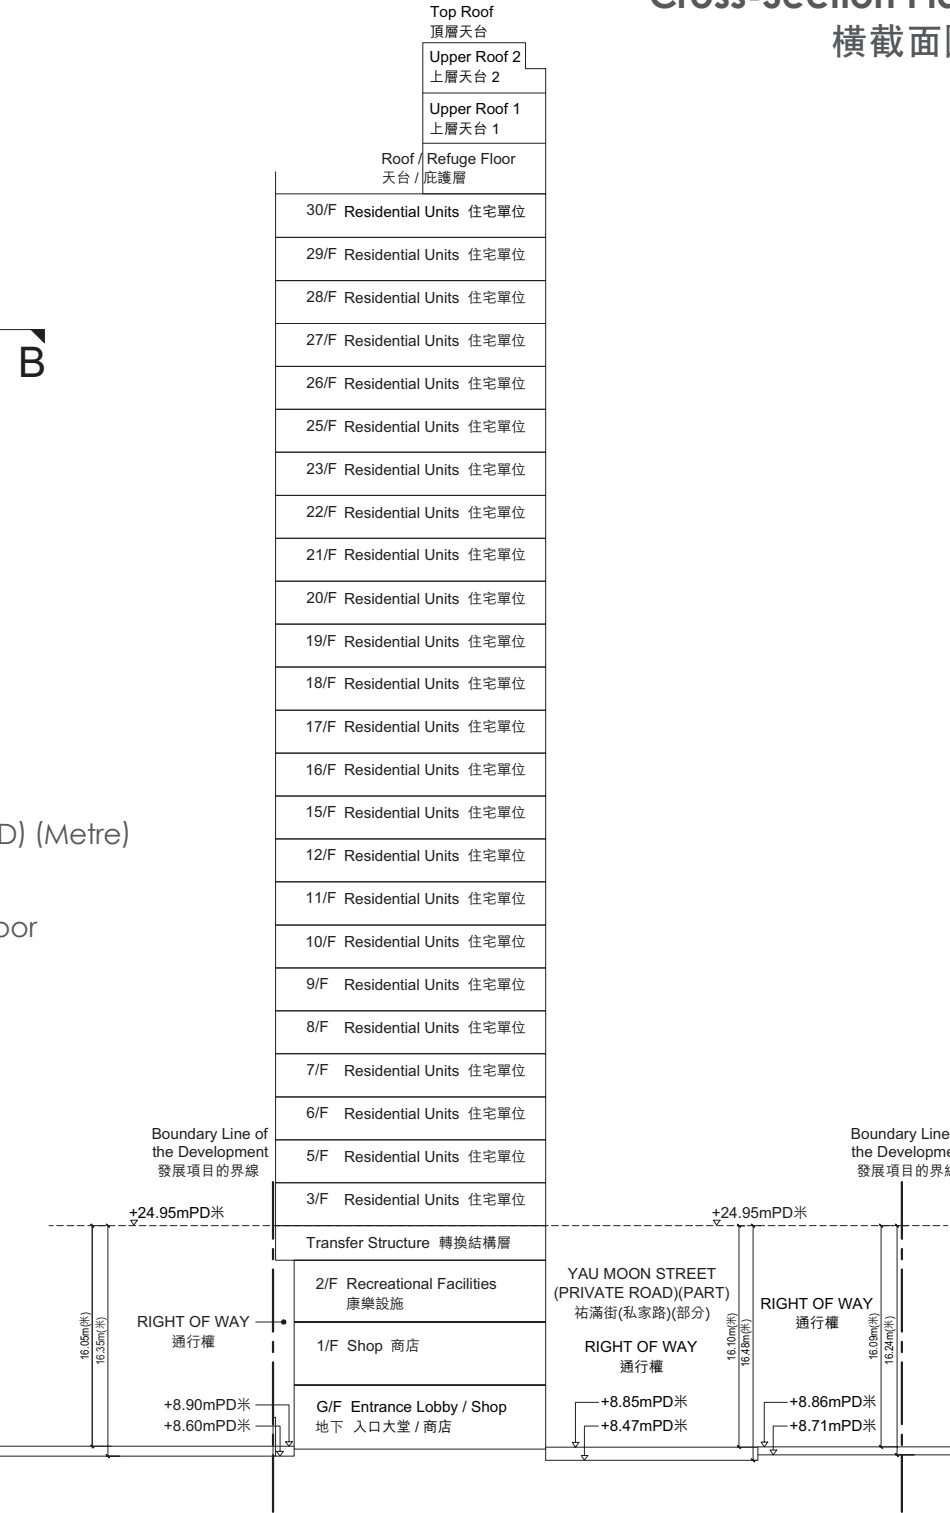 Top Roof
頂層天台
Upper Roof 2
上層天台 2
Upper Roof 1
上層天台 1
Roof / Refuge Floor
天台 / 庇護層
30/F Residential Units 住宅單位
29/F Residential Units 住宅單位
28/F Residential Units 住宅單位
27/F Residential Units 住宅單位
B
26/F Residential Units 住宅單位
25/F Residential Units 住宅單位
23/F Residential Units 住宅單位
22/F Residential Units 住宅單位
21/F Residential Units 住宅單位
20/F Residential Units 住宅單位
19/F Residential Units 住宅單位
18/F Residential Units 住宅單位
17/F Residential Units 住宅單位
16/F Residential Units 住宅單位
15/F Residential Units 住宅單位
D) (Metre)
12/F Residential Units 住宅單位
11/F Residential Units 住宅單位
oor
10/F Residential Units 住宅單位
9/F Residential Units 住宅單位
8/F Residential Units 住宅單位
7/F Residential Units 住宅單位
6/F Residential Units 住宅單位
5/F Residential Units 住宅單位
3/F Residential Units 住宅單位
Transfer Structure 轉換結構層
2/F Recreational Facilities
康樂設施
1/F Shop 商店
G/F Entrance Lobby / Shop
地下 入口大堂 / 商店
Boundary Line of
the Development
發展項目的界線
+24.95mPD米
16.05m(米)
16.35m(米)
RIGHT OF WAY
通行權
+8.90mPD米
+8.60mPD米
+24.95mPD米
YAU MOON STREET
(PRIVATE ROAD)(PART)
祐滿街(私家路)(部分)
RIGHT OF WAY
通行權
16.10m(米)
16.48m(米)
+8.85mPD米
+8.47mPD米
Boundary Line
the Developme
發展項目的界
RIGHT OF WAY
通行權
16.09m(米)
16.24m(米)
+8.86mPD米
+8.71mPD米
橫截面